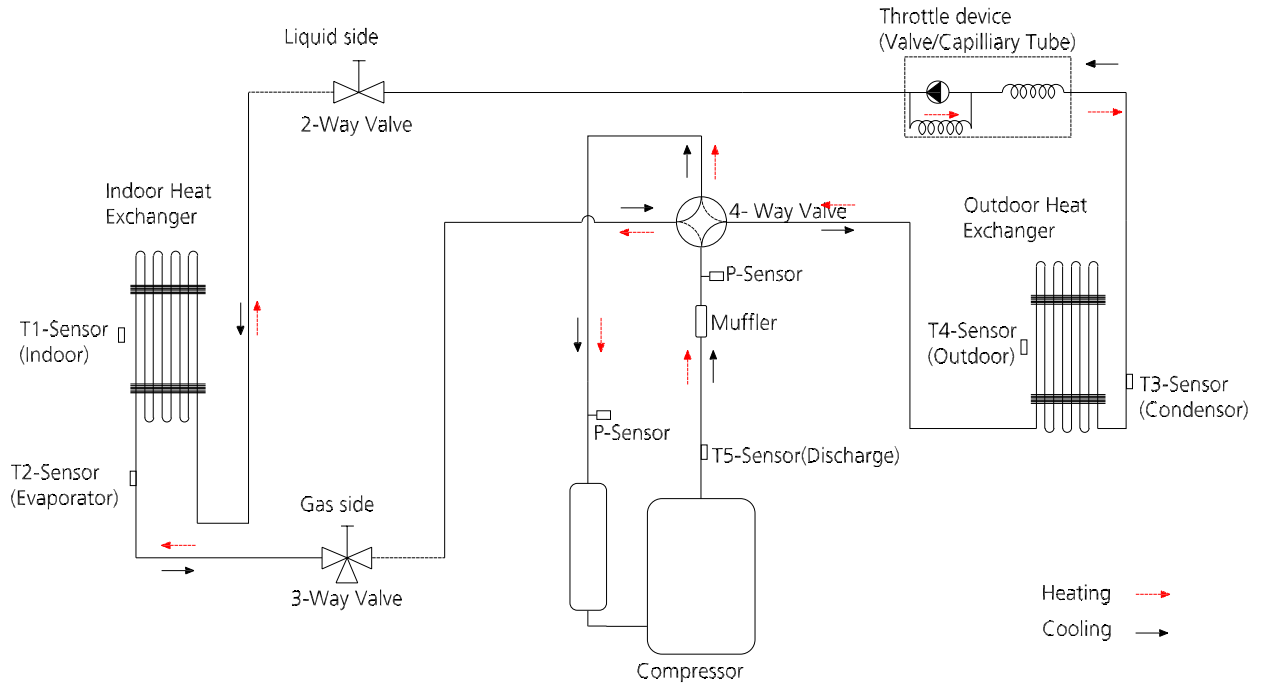 Throttle device
(Valve/Capilliary Tube)
Liquid side
2-Way Valve
Indoor Heat
Exchanger
4- Way Valve
Outdoor Heat
Exchanger
P-Sensor
Muffler
T1-Sensor
(Indoor)
T4-Sensor
(Outdoor)
T3-Sensor
(Condensor)
P-Sensor
T5-Sensor(Discharge)
T2-Sensor
(Evaporator)
Gas side
3-Way Valve
Heating
Cooling
Compressor